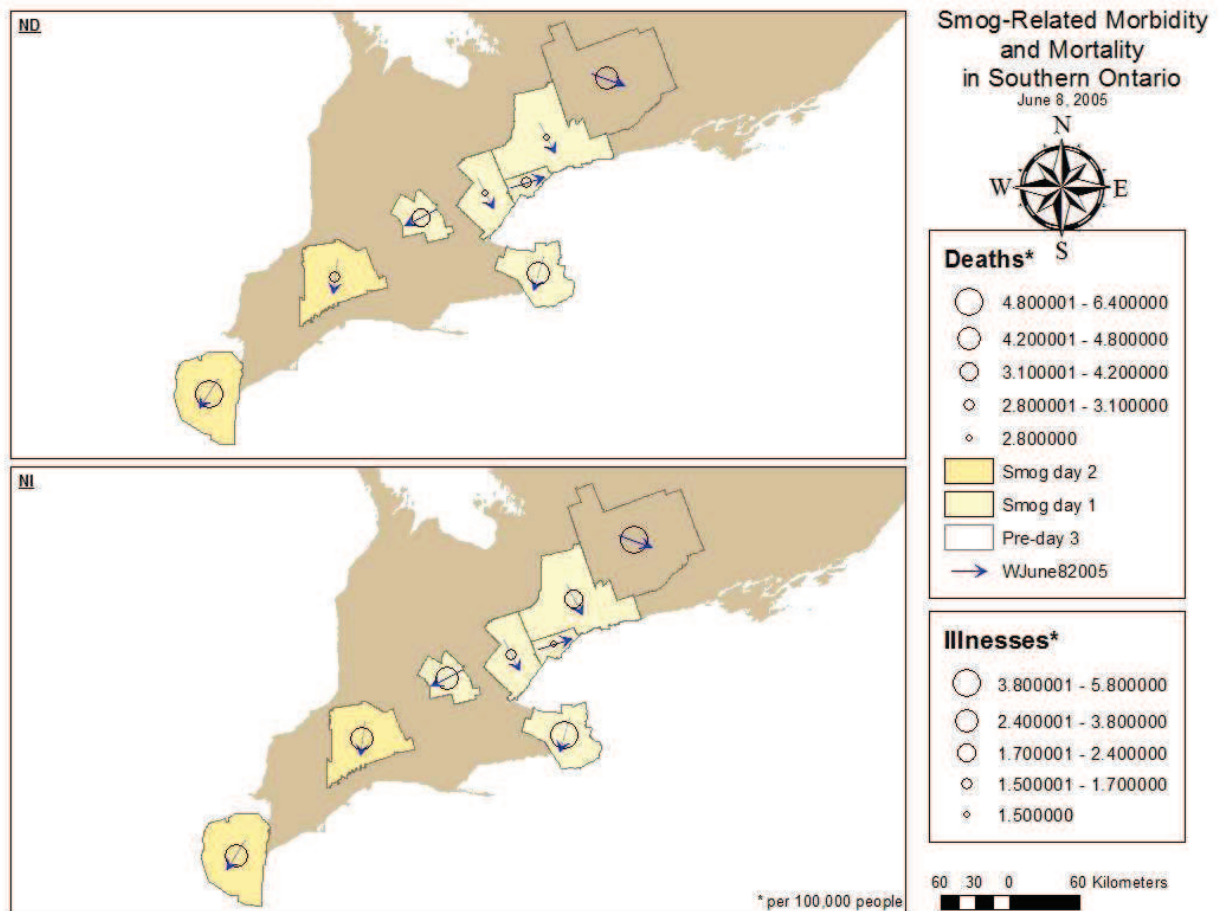 ND
Smog-Related Morbidity
and Mortality
in Southern Ontario
June 8, 2005
N
W
E
S
Deaths*
4.800001 - 6.400000
4.200001 - 4.800000
3.100001 - 4.200000
2.800001 - 3.100000
2.800000
Smog day 2
Smog day 1
Pre-day 3
WJune82005
NI
* per 100,000 people
Illnesses*
3.800001 - 5.800000
2.400001 - 3.800000
1.700001 - 2.400000
1.500001 - 1.700000
1.500000
60 30 0 60 Kilometers